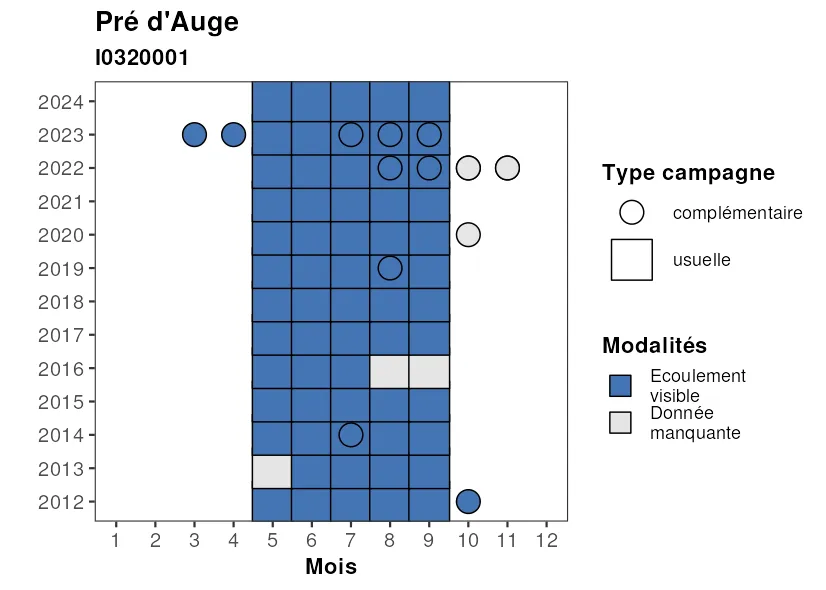 Pré d'Auge
I0320001
2024
2023
2022
2021
2020
2019
2018
2017
2016
2015
2014
2013
2012
1 2 3 4 5 6 7 8 9 10 11 12
Mois
Type campagne
complémentaire
usuelle
Modalités
Ecoulement
visible
Donnée
manquante